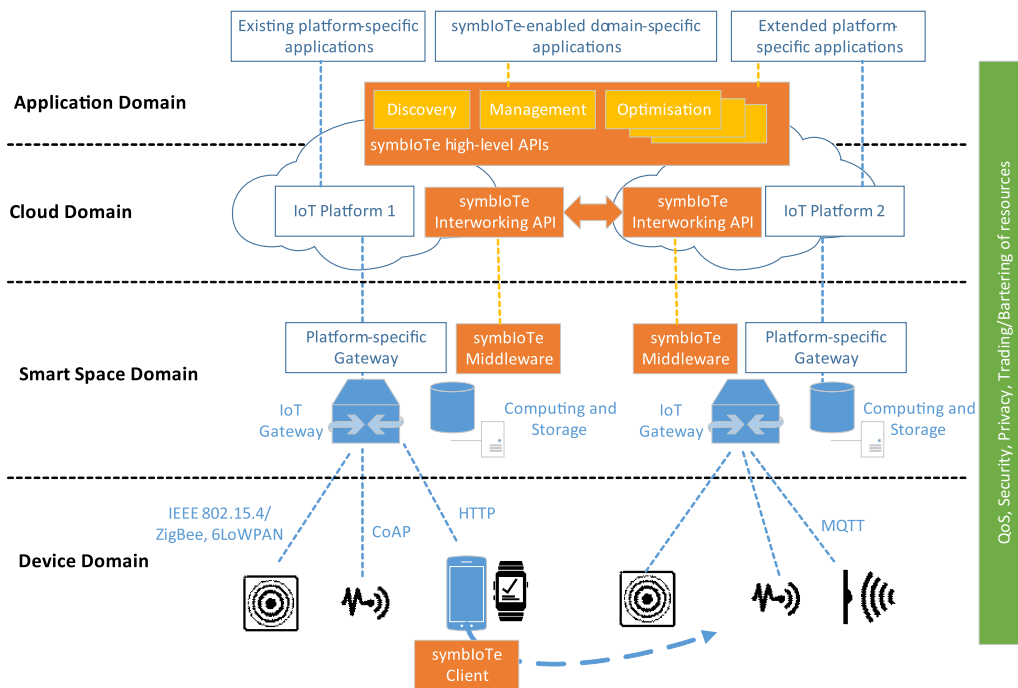 Existing platform-specific
applications
symbIoTe-enabled domain-specific
applications
Extended platform-
specific applications
Application Domain
Discovery
Management
Optimisation
symbIoTe high-level APIs
Cloud Domain
IoT Platform 1
symbIoTe
Interworking API
symbIoTe
Interworking API
IoT Platform 2
Smart Space Domain
Platform-specific
Gateway
symbIoTe
Middleware
symbIoTe
Middleware
Platform-specific
Gateway
IoT
Gateway
Computing and
Storage
IoT
Gateway
Computing and
Storage
Device Domain
IEEE 802.15.4/
ZigBee, 6LoWPAN
CoAP
HTTP
MQTT
symbIoTe
Client
QoS, Security, Privacy, Trading/Bartering of resources